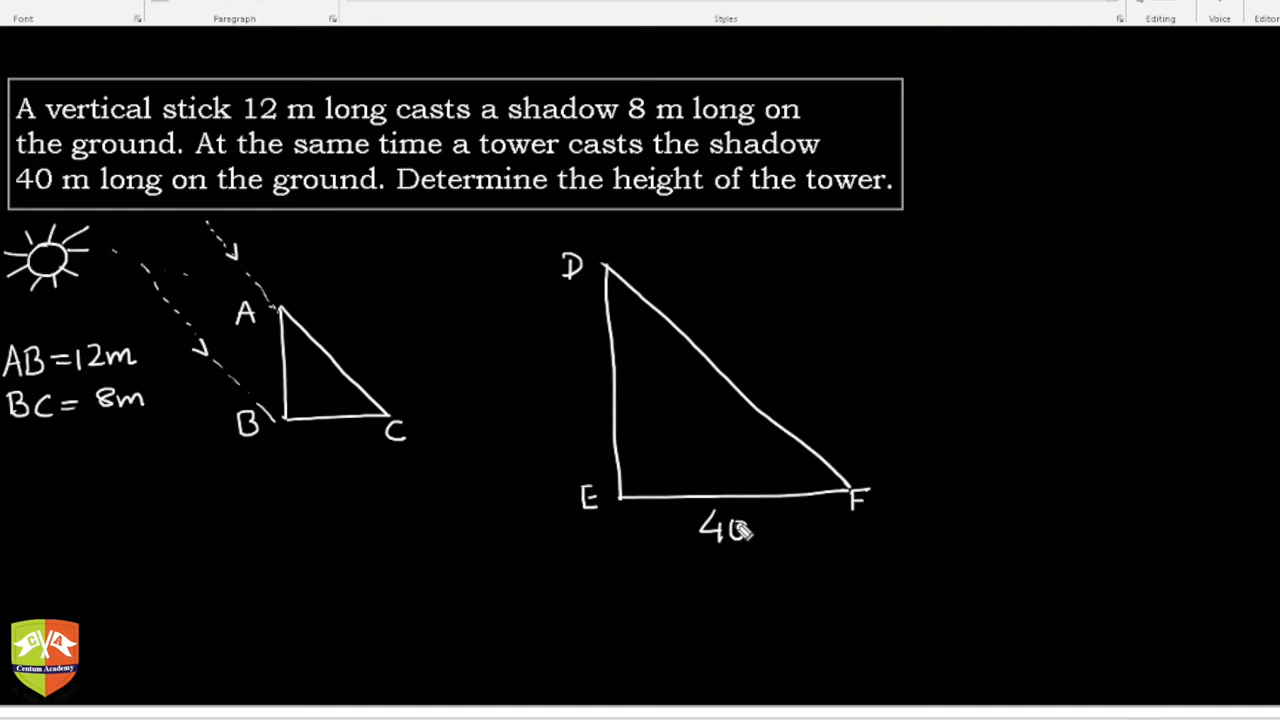 Font Paragraph Styles Editing Voice Editor
A vertical stick 12 m long casts a shadow 8 m long on
the ground. At the same time a tower casts the shadow
40 m long on the ground. Determine the height of the tower.
D
A
AB = 12m
BC = 8m
B
C
E
F
40
C A
Centum Academy